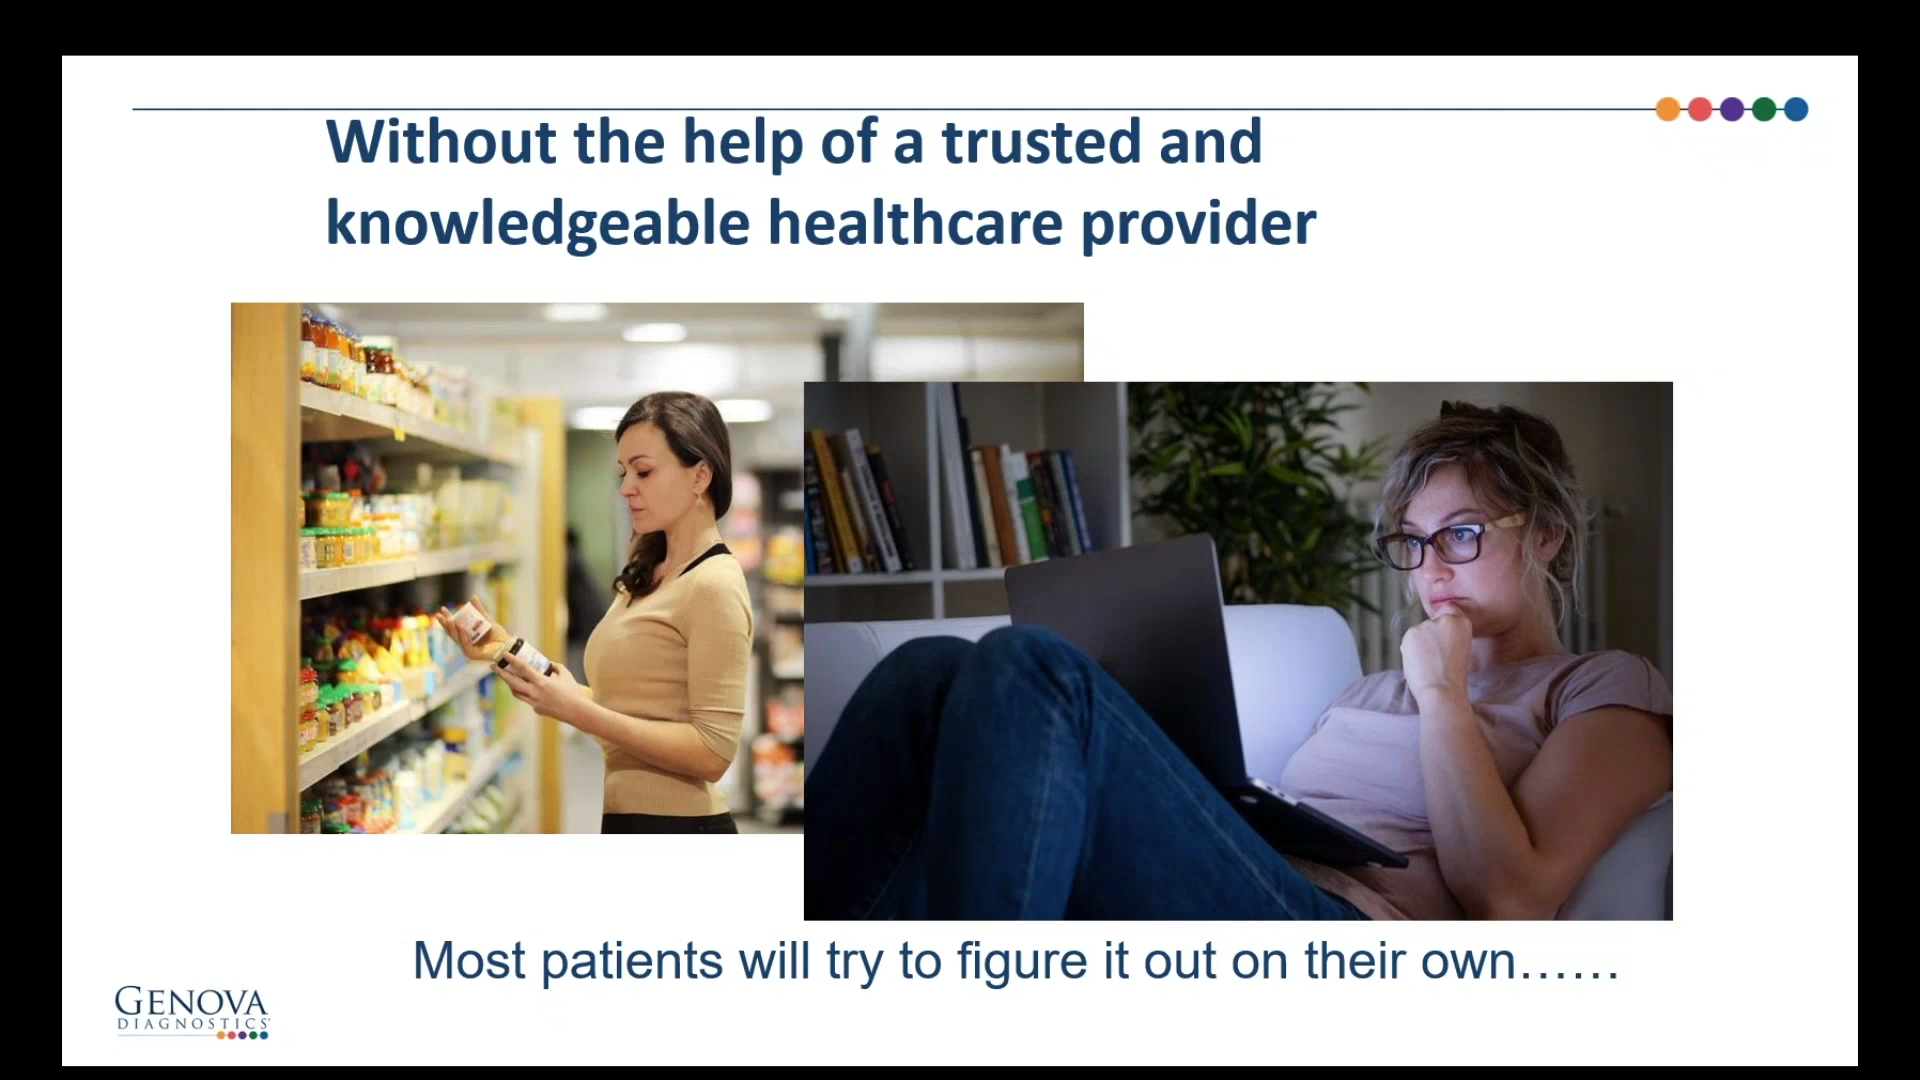 Without the help of a trusted and
knowledgeable healthcare provider
Most patients will try to figure it out on their own……
GENOVA
DIAGNOSTICS